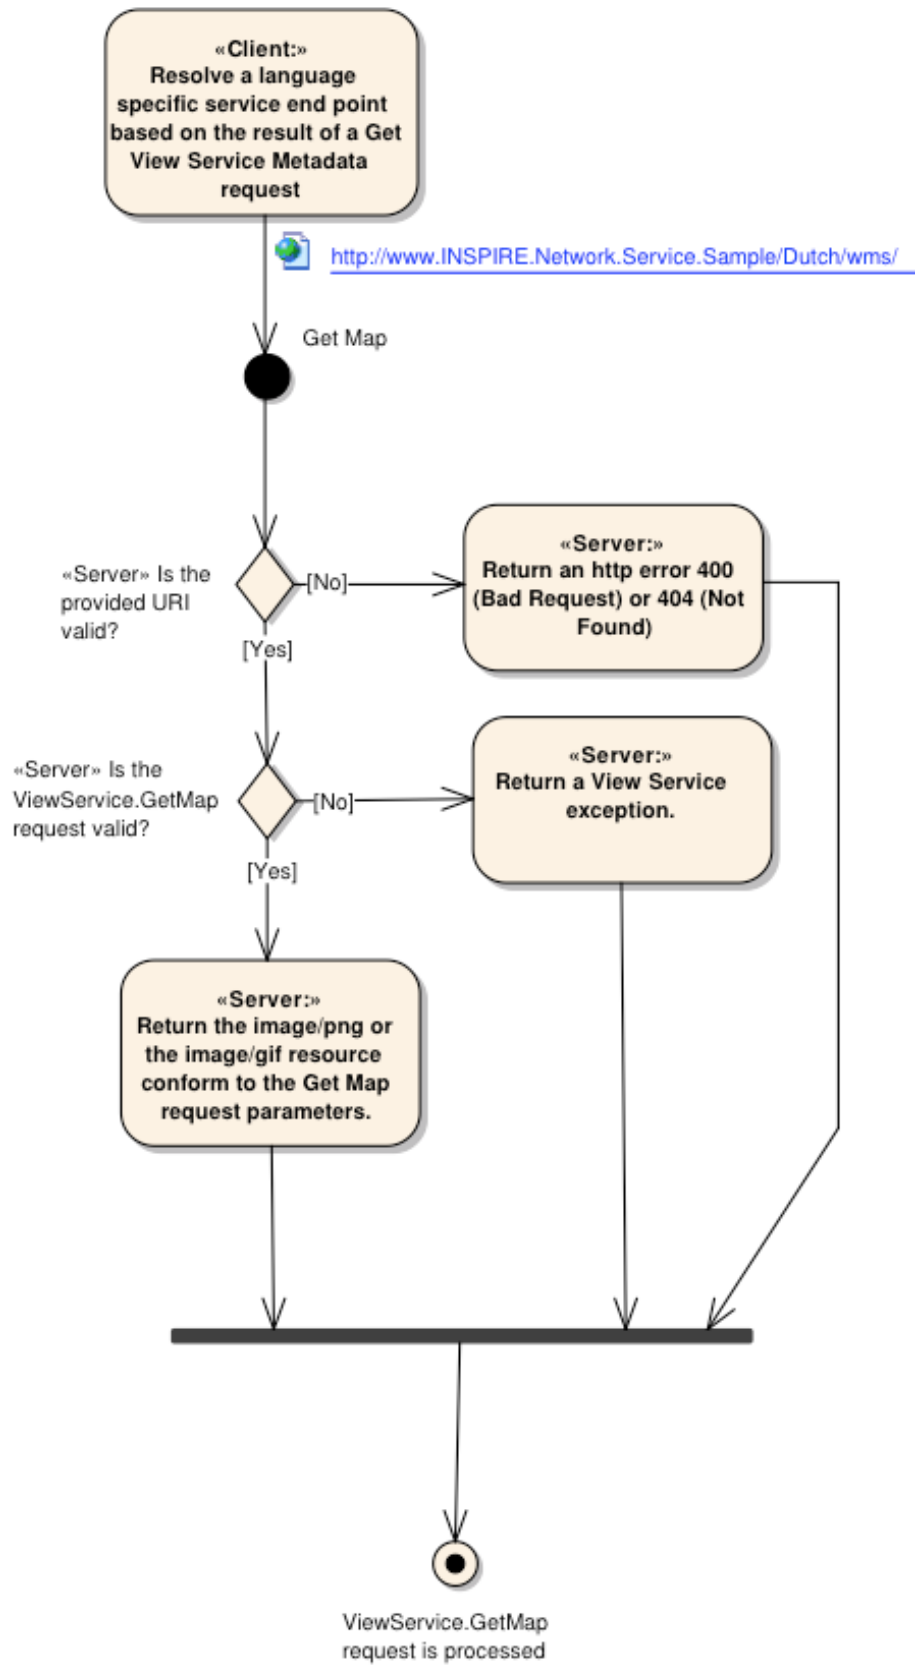 «Client:»
Resolve a language
specific service end point
based on the result of a Get
View Service Metadata
request
http://www.INSPIRE.Network.Service.Sample/Dutch/wms/
Get Map
«Server» Is the
provided URI
valid?
[No]
[Yes]
«Server:»
Return an http error 400
(Bad Request) or 404 (Not
Found)
«Server» Is the
ViewService.GetMap
request valid?
[No]
[Yes]
«Server:»
Return a View Service
exception.
«Server:»
Return the image/png or
the image/gif resource
conform to the Get Map
request parameters.
ViewService.GetMap
request is processed